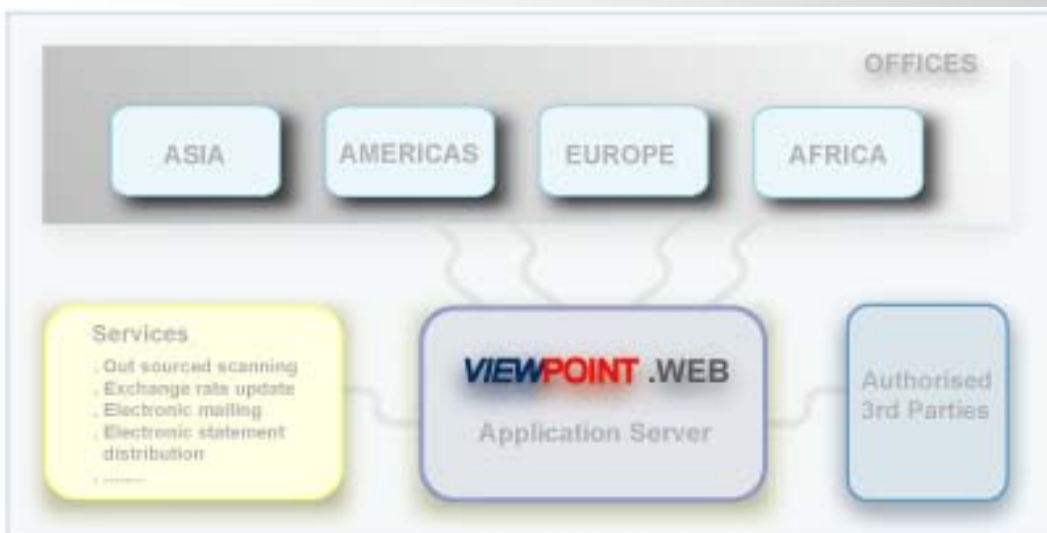 OFFICES
ASIA
AMERICAS
EUROPE
AFRICA
Services
. Out sourced scanning
. Exchange rate update
. Electronic mailing
. Electronic statement
distribution
. .......
VIEWPOINT .WEB
Application Server
Authorised
3rd Parties